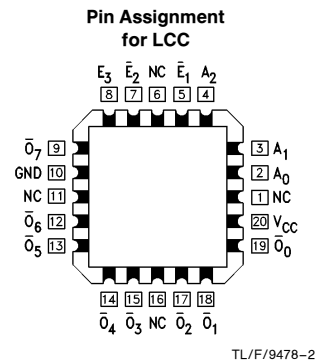 Pin Assignment
for LCC
E₃ Ē₂ NC Ē₁ A₂
8 7 6 5 4
Ō₇ 9
3 A₁
GND 10
2 A₀
NC 11
1 NC
Ō₆ 12
20 VCC
Ō₅ 13
19 Ō₀
14 15 16 17 18
Ō₄ Ō₃ NC Ō₂ Ō₁
TL/F/9478–2